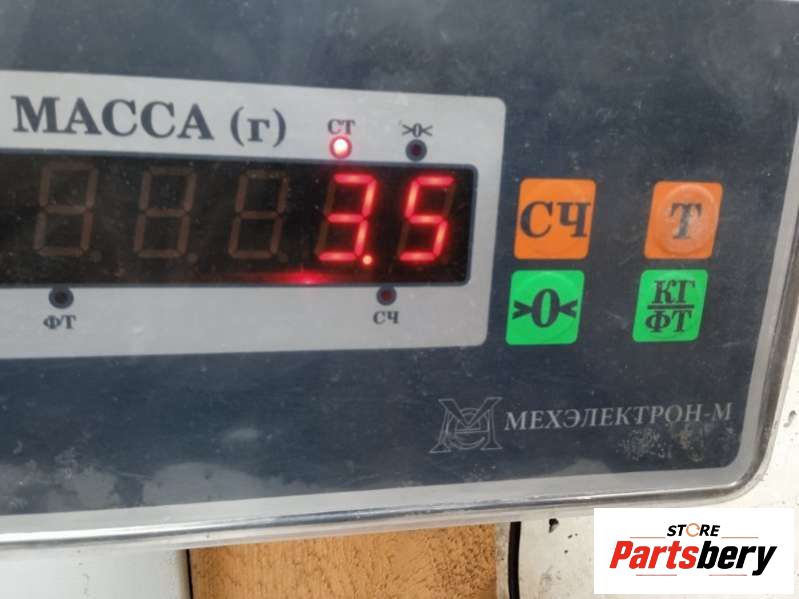 МАССА (г)
СТ >0<
3.5
ФТ СЧ
СЧ Т
>0< КГ
ФТ
МЕХЭЛЕКТРОН-М
STORE
Partsbery